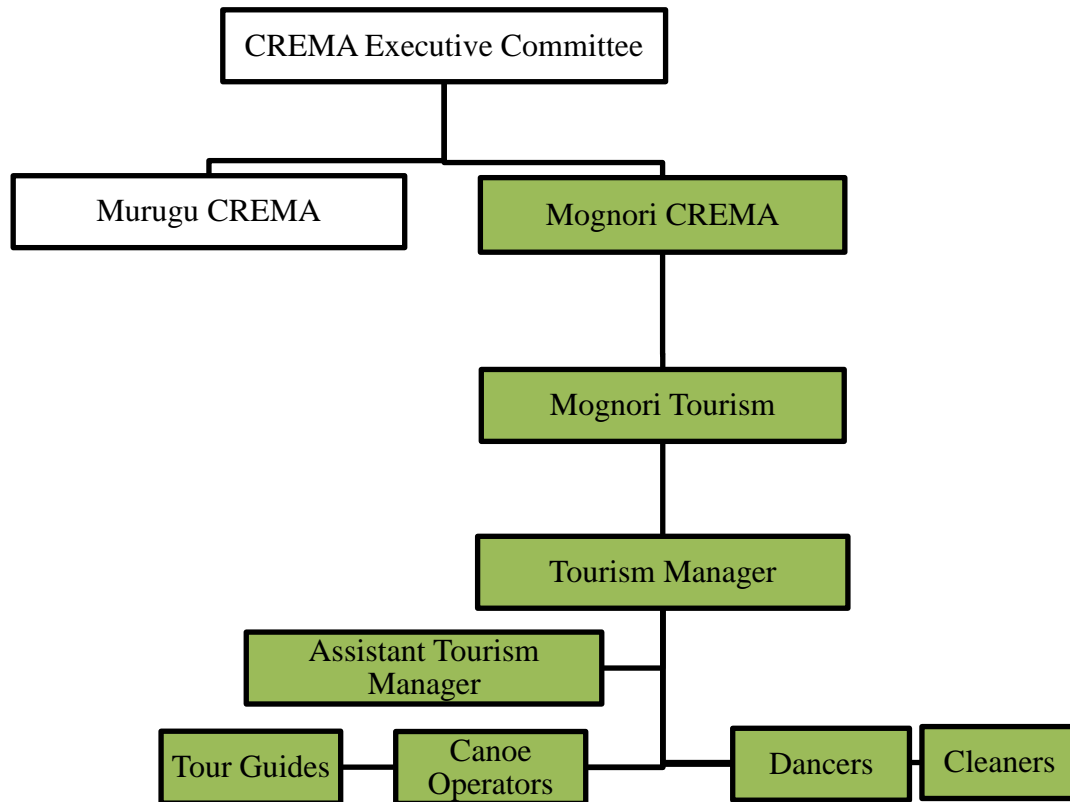 CREMA Executive Committee
Murugu CREMA
Mognori CREMA
Mognori Tourism
Tourism Manager
Assistant Tourism
Manager
Tour Guides
Canoe
Operators
Dancers
Cleaners